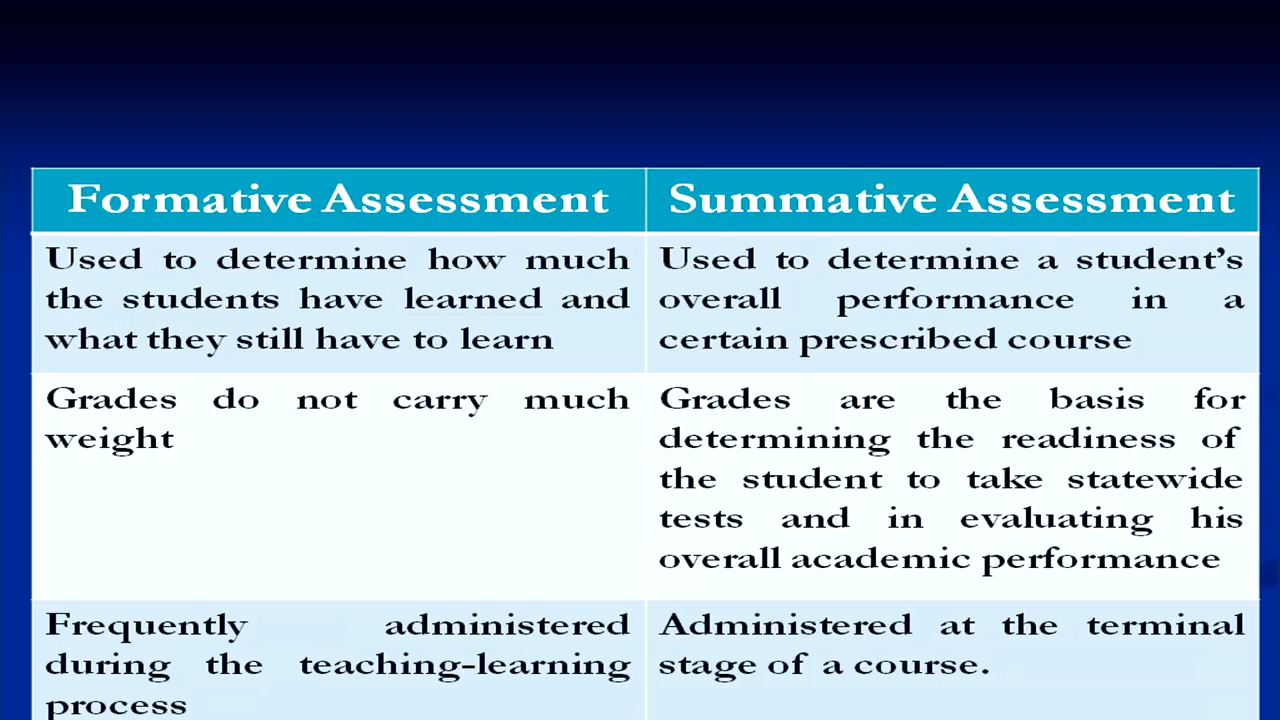 Formative Assessment
Summative Assessment
Used to determine how much
the students have learned and
what they still have to learn
Used to determine a student’s
overall performance in a
certain prescribed course
Grades do not carry much
weight
Grades are the basis for
determining the readiness of
the student to take statewide
tests and in evaluating his
overall academic performance
Frequently administered
during the teaching-learning
process
Administered at the terminal
stage of a course.